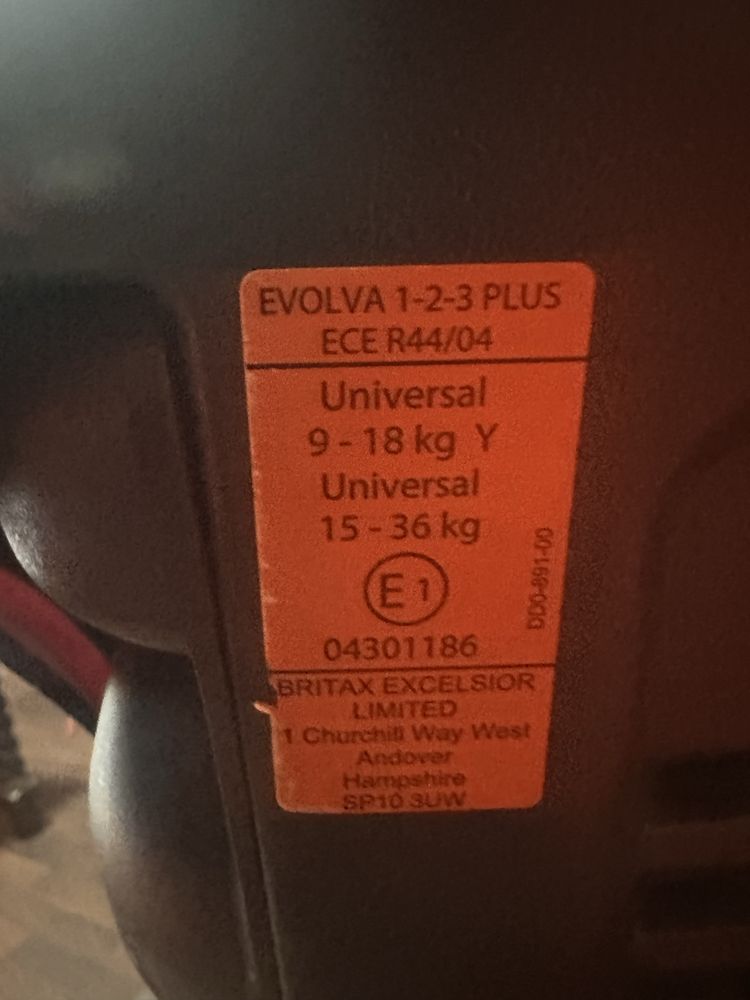 EVOLVA 1-2-3 PLUS
ECE R44/04
Universal
9 - 18 kg Y
Universal
15 - 36 kg
E 1
04301186
DD0-891-00
BRITAX EXCELSIOR
LIMITED
1 Churchill Way West
Andover
Hampshire
SP10 3UW